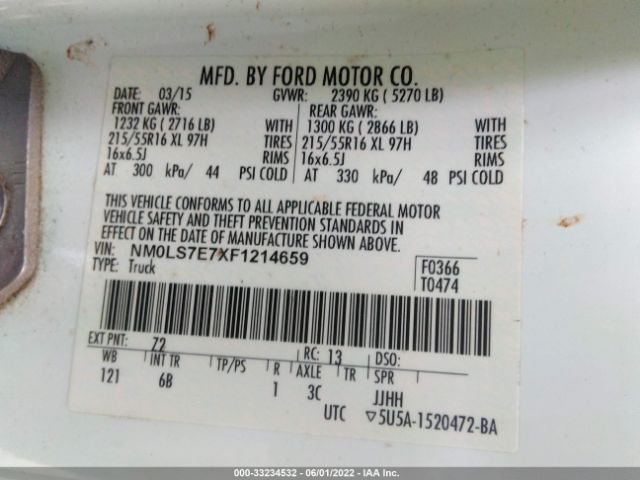 MFD. BY FORD MOTOR CO.
DATE: 03/15 GVWR: 2390 KG ( 5270 LB)
FRONT GAWR: REAR GAWR:
1232 KG ( 2716 LB) WITH 1300 KG ( 2866 LB) WITH
215/55R16 XL 97H TIRES 215/55R16 XL 97H TIRES
16x6.5J RIMS 16x6.5J RIMS
AT 300 kPa/ 44 PSI COLD AT 330 kPa/ 48 PSI COLD
THIS VEHICLE CONFORMS TO ALL APPLICABLE FEDERAL MOTOR
VEHICLE SAFETY AND THEFT PREVENTION STANDARDS IN
EFFECT ON THE DATE OF MANUFACTURE SHOWN ABOVE.
VIN: NM0LS7E7XF1214659
TYPE: Truck
F0366
T0474
EXT PNT: Z2 RC: 13 DSO:
WB INT TR TP/PS R AXLE TR SPR
121 6B 1 3C JJHH
UTC ▽5U5A-1520472-BA
000-33234532 - 06/01/2022 - IAA Inc.